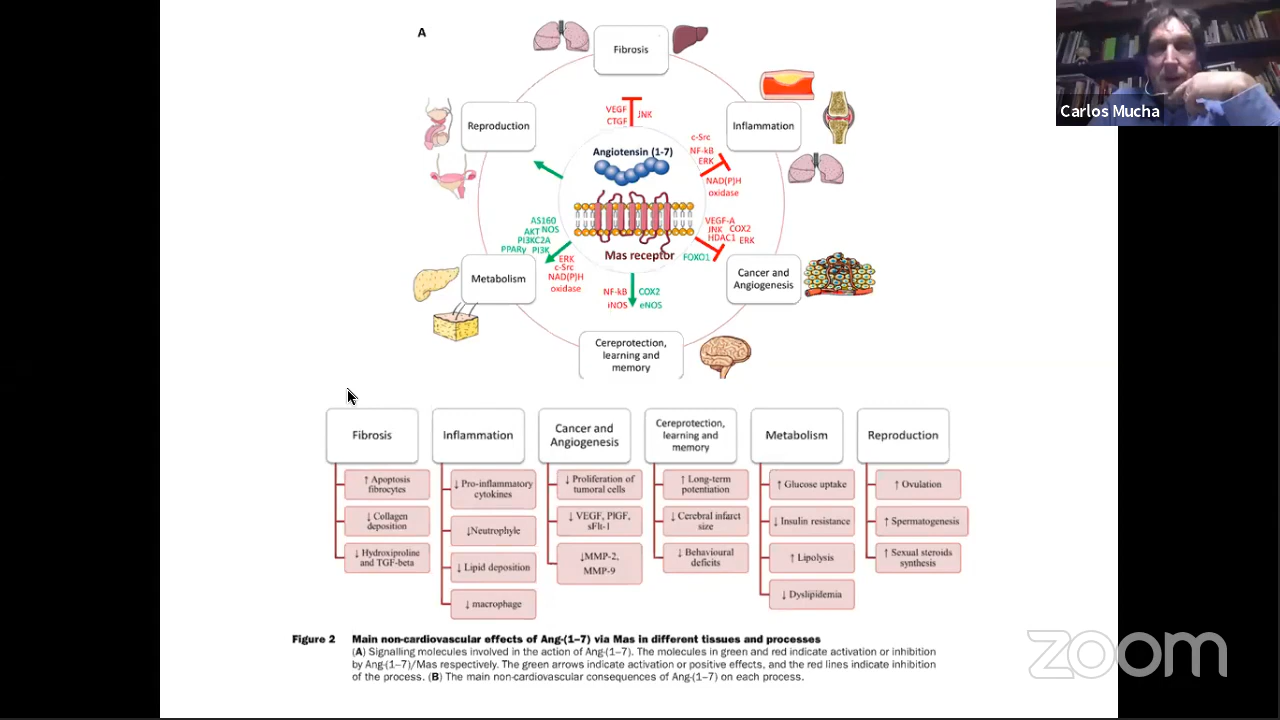 A
Carlos Mucha
Fibrosis
Reproduction
Inflammation
VEGF
CTGF
JNK
Angiotensin (1-7)
c-Src
NF-kB
ERK
NAD(P)H
oxidase
AS160
AKT NOS
PI3KC2A
PPARγ PI3K
VEGF-A
JNK COX2
HDAC1 ERK
FOXO1
Mas receptor
ERK
c-Src
NAD(P)H
oxidase
Metabolism
Cancer and
Angiogenesis
NF-kB COX2
iNOS eNOS
Cereprotection,
learning and
memory
Fibrosis
↑ Apoptosis
fibrocytes
↓ Collagen
deposition
↓ Hydroxiproline
and TGF-beta
Inflammation
↓ Pro-inflammatory
cytokines
↓Neutrophyle
↓ Lipid deposition
↓ macrophage
Cancer and
Angiogenesis
↓ Proliferation of
tumoral cells
↓ VEGF, PlGF,
sFlt-1
↓MMP-2,
MMP-9
Cereprotection,
learning and
memory
↑ Long-term
potentiation
↓ Cerebral infarct
size
↓ Behavioural
deficits
Metabolism
↑ Glucose uptake
↓ Insulin resistance
↑ Lipolysis
↓ Dyslipidemia
Reproduction
↑ Ovulation
↑ Spermatogenesis
↑ Sexual steroids
synthesis
Figure 2 Main non-cardiovascular effects of Ang-(1–7) via Mas in different tissues and processes
(A) Signalling molecules involved in the action of Ang-(1–7). The molecules in green and red indicate activation or inhibition
by Ang-(1–7)/Mas respectively. The green arrows indicate activation or positive effects, and the red lines indicate inhibition
of the process. (B) The main non-cardiovascular consequences of Ang-(1–7) on each process.
zoom